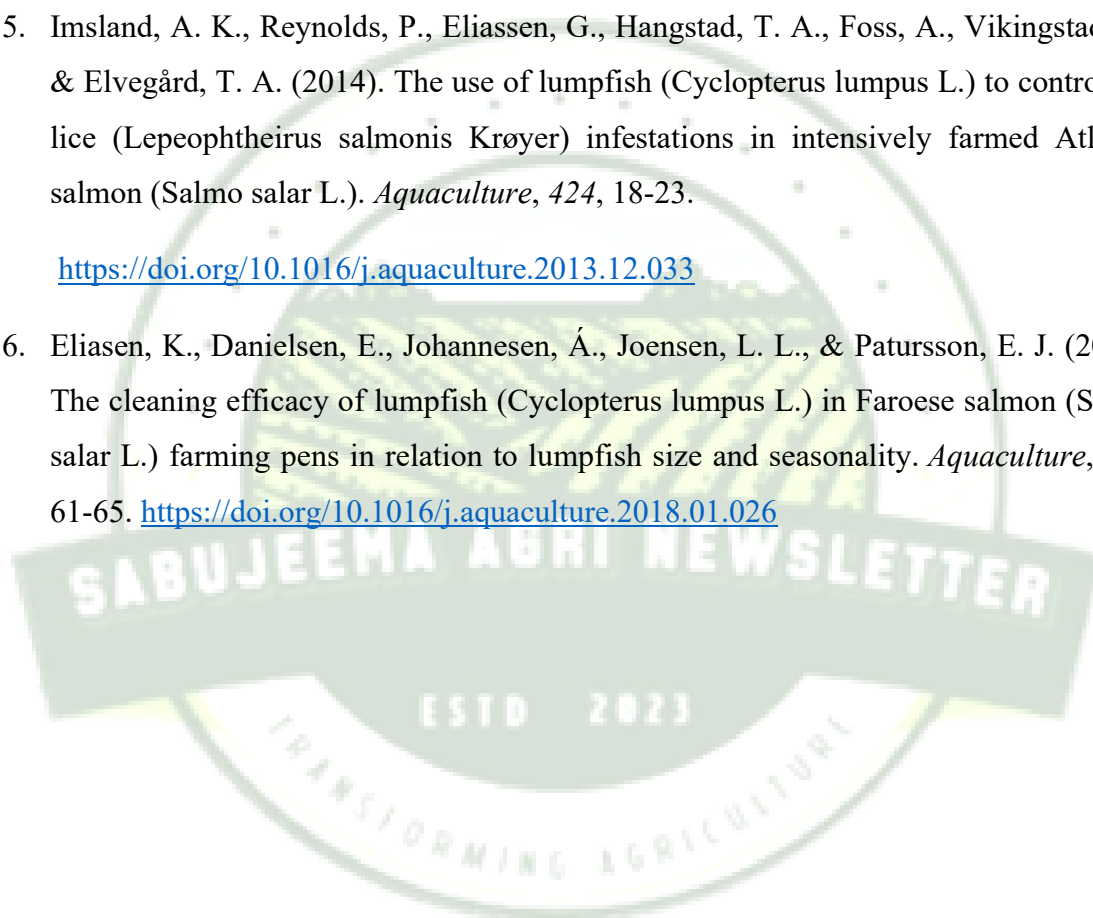 5. Imsland, A. K., Reynolds, P., Eliassen, G., Hangstad, T. A., Foss, A., Vikingstad
& Elvegård, T. A. (2014). The use of lumpfish (Cyclopterus lumpus L.) to contro
lice (Lepeophtheirus salmonis Krøyer) infestations in intensively farmed Atl
salmon (Salmo salar L.). Aquaculture, 424, 18-23.
https://doi.org/10.1016/j.aquaculture.2013.12.033
6. Eliasen, K., Danielsen, E., Johannesen, Á., Joensen, L. L., & Patursson, E. J. (20
The cleaning efficacy of lumpfish (Cyclopterus lumpus L.) in Faroese salmon (S
salar L.) farming pens in relation to lumpfish size and seasonality. Aquaculture,
61-65. https://doi.org/10.1016/j.aquaculture.2018.01.026
SABUJEEMA AGRI NEWSLETTER
ESTD 2023
TRANSFORMING AGRICULTURE